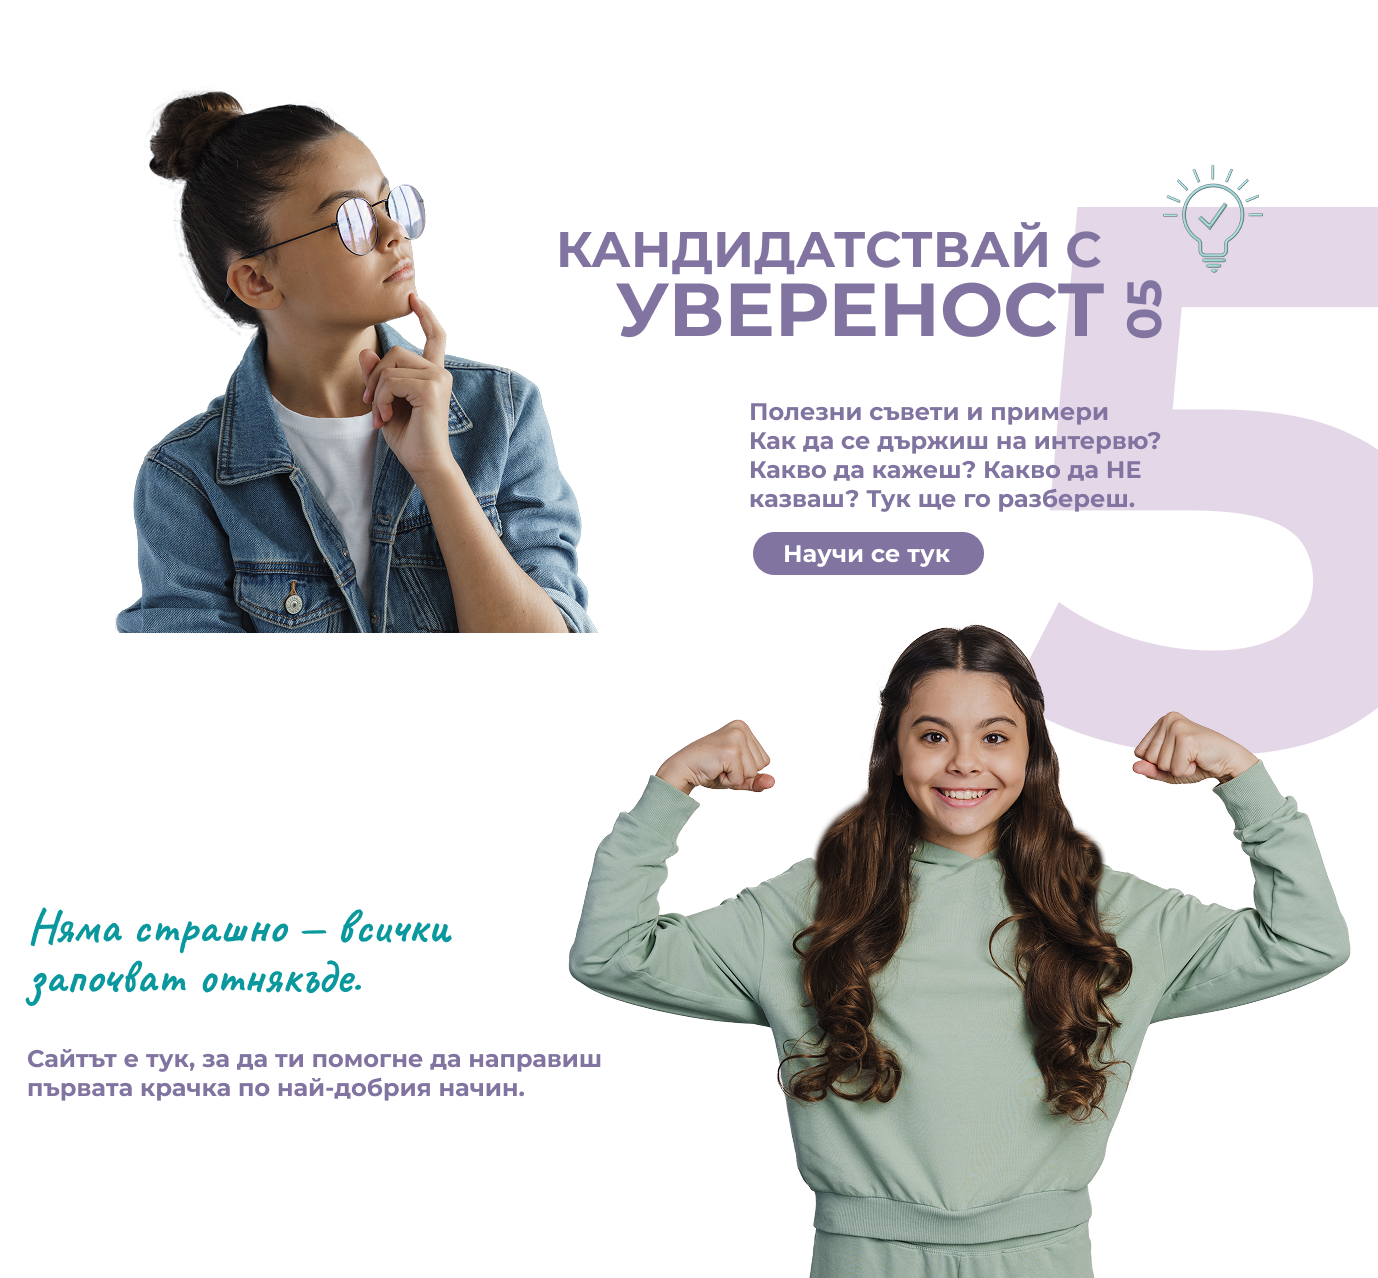 КАНДИДАТСТВАЙ С
УВЕРЕНОСТ
05
5
Полезни съвети и примери
Как да се държиш на интервю?
Какво да кажеш? Какво да НЕ
казваш? Тук ще го разбереш.
Научи се тук
Няма страшно – всички
започват отнякъде.
Сайтът е тук, за да ти помогне да направиш
първата крачка по най-добрия начин.